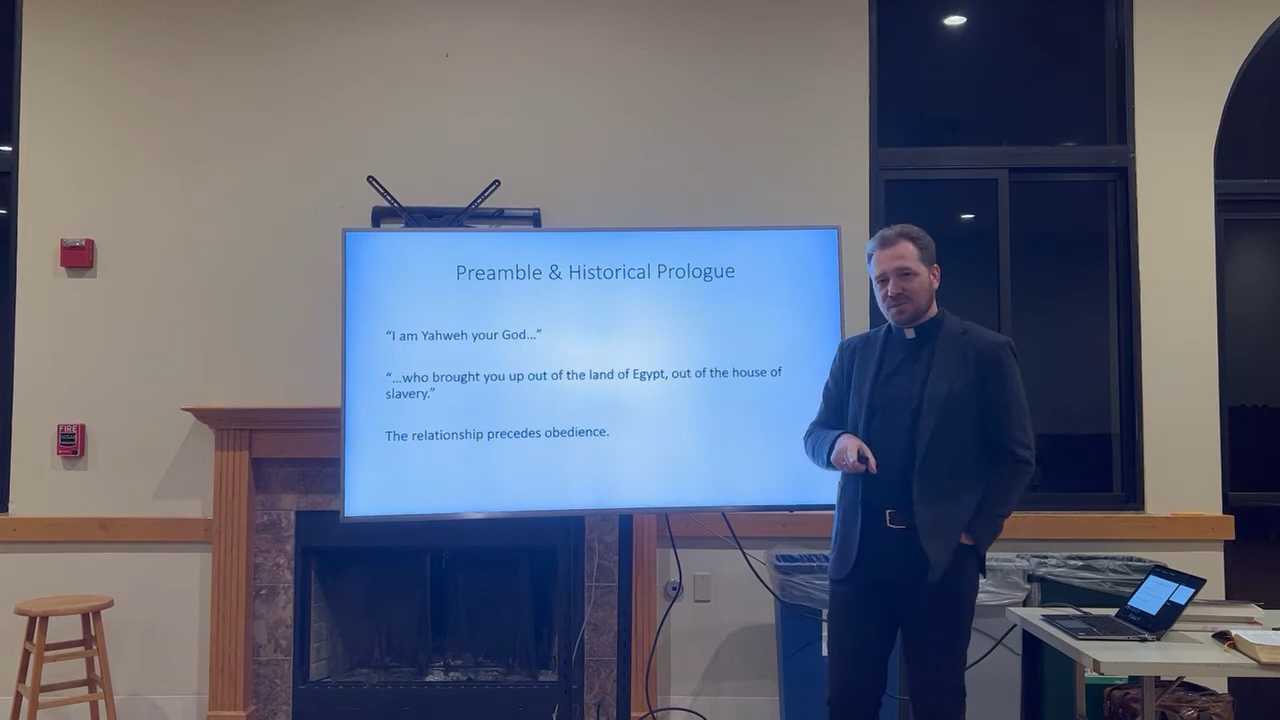 Preamble & Historical Prologue
“I am Yahweh your God…”
“…who brought you up out of the land of Egypt, out of the house of
slavery.”
The relationship precedes obedience.
FIRE